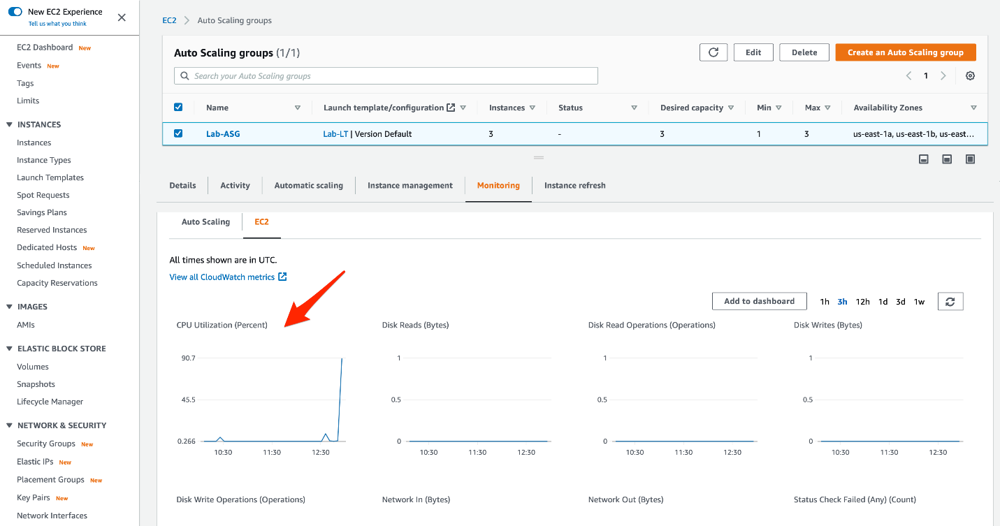 New EC2 Experience
Tell us what you think
EC2 Dashboard New
Events New
Tags
Limits
INSTANCES
Instances
Instance Types
Launch Templates
Spot Requests
Savings Plans
Reserved Instances
Dedicated Hosts New
Scheduled Instances
Capacity Reservations
IMAGES
AMIs
ELASTIC BLOCK STORE
Volumes
Snapshots
Lifecycle Manager
NETWORK & SECURITY
Security Groups New
Elastic IPs New
Placement Groups New
Key Pairs New
Network Interfaces
EC2 Auto Scaling groups
Auto Scaling groups (1/1)
Edit Delete Create an Auto Scaling group
Search your Auto Scaling groups
1
Name Launch template/configuration Instances Status Desired capacity Min Max Availability Zones
Lab-ASG Lab-LT | Version Default 3 - 3 1 3 us-east-1a, us-east-1b, us-east...
Details Activity Automatic scaling Instance management Monitoring Instance refresh
Auto Scaling EC2
All times shown are in UTC.
View all CloudWatch metrics
Add to dashboard 1h 3h 12h 1d 3d 1w
CPU Utilization (Percent) Disk Reads (Bytes) Disk Read Operations (Operations) Disk Writes (Bytes)
90.7 1 1 1
45.5 0.5 0.5 0.5
0.266 0 0 0
10:30 11:30 12:30 10:30 11:30 12:30 10:30 11:30 12:30 10:30 11:30 12:30
Disk Write Operations (Operations) Network In (Bytes) Network Out (Bytes) Status Check Failed (Any) (Count)